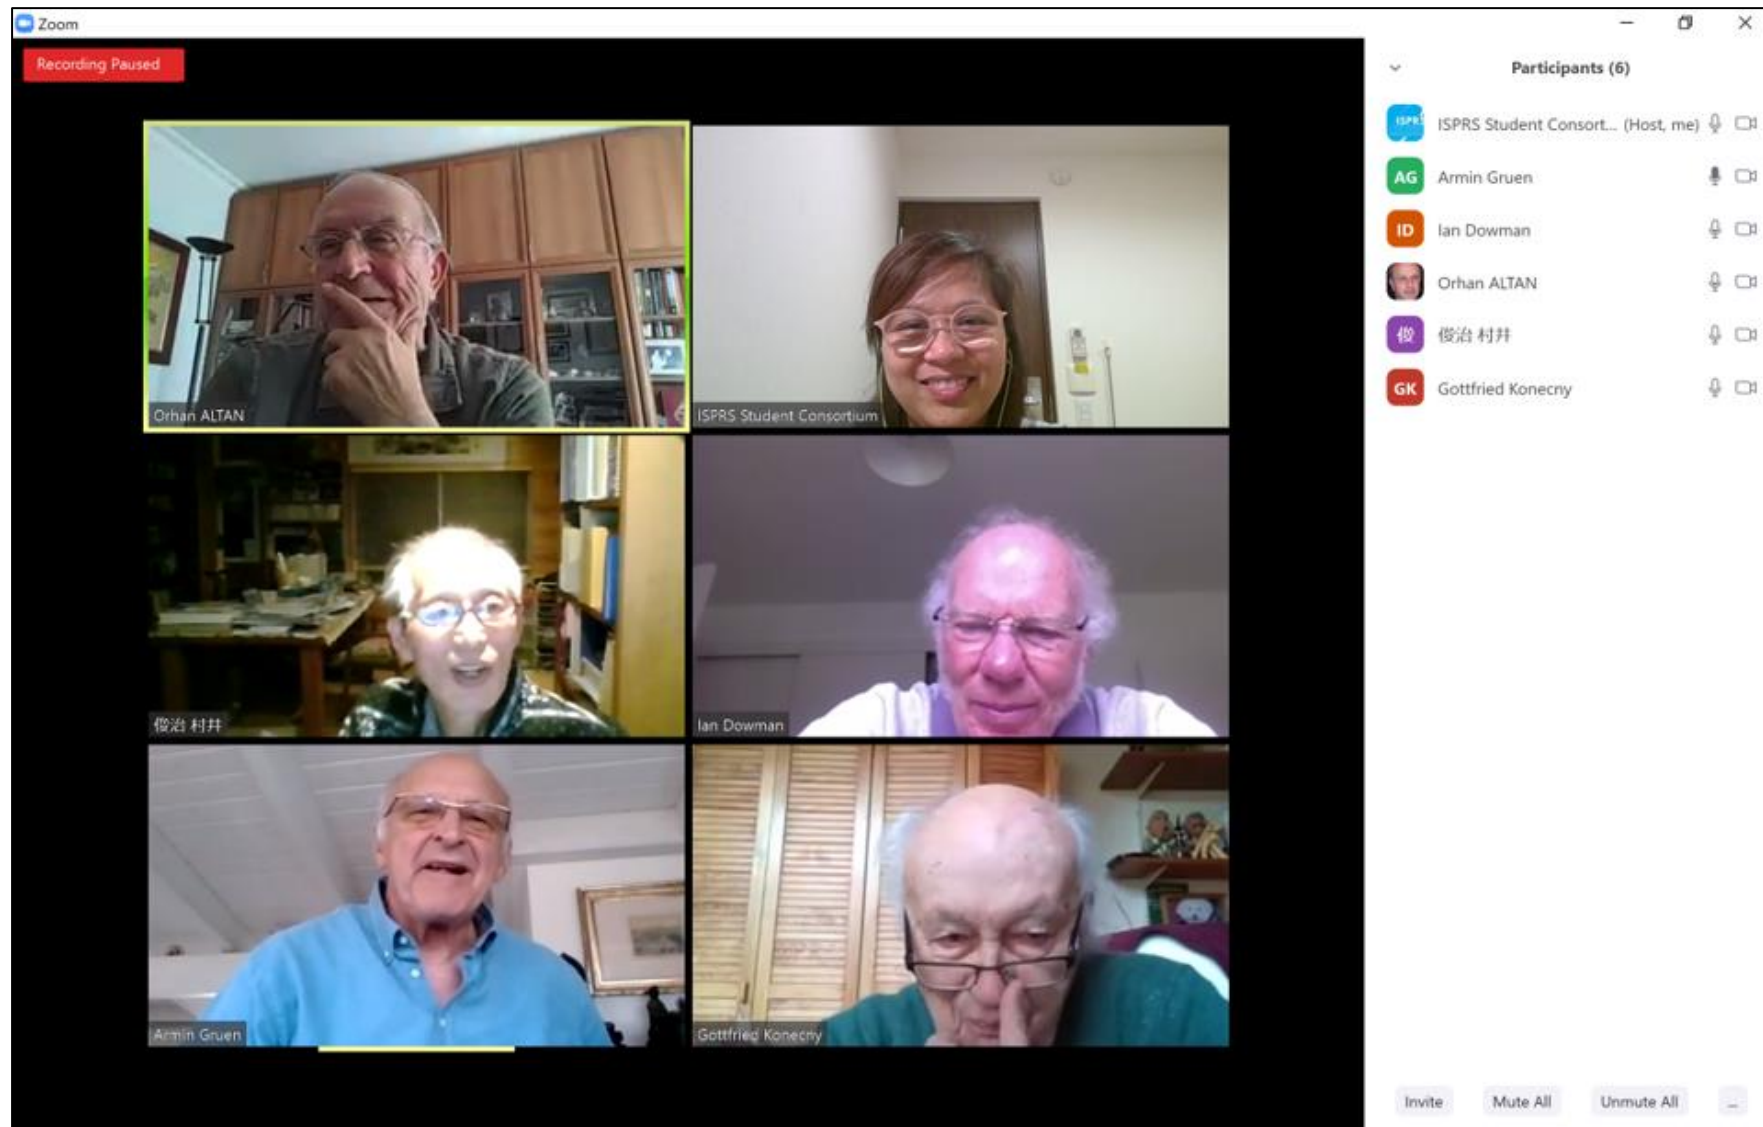 Zoom
Recording Paused
Orhan ALTAN
ISPRS Student Consortium
俊治 村井
Ian Dowman
Armin Gruen
Gottfried Konecny
Participants (6)
ISPR
ISPRS Student Consort... (Host, me)
AG
Armin Gruen
ID
Ian Dowman
Orhan ALTAN
俊
俊治 村井
GK
Gottfried Konecny
Invite
Mute All
Unmute All
...